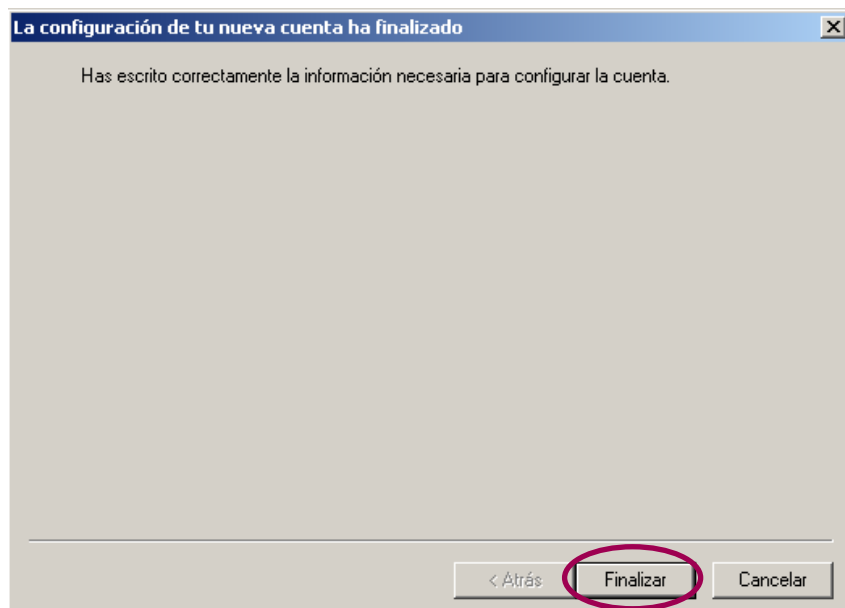 La configuración de tu nueva cuenta ha finalizado
Has escrito correctamente la información necesaria para configurar la cuenta.
< Atrás Finalizar Cancelar